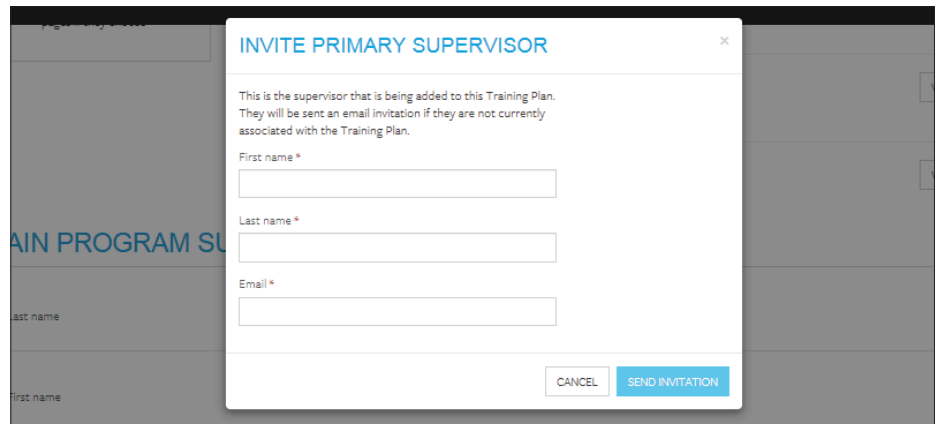 INVITE PRIMARY SUPERVISOR
×
This is the supervisor that is being added to this Training Plan.
They will be sent an email invitation if they are not currently
associated with the Training Plan.
First name *
Last name *
Email *
CANCEL
SEND INVITATION
AIN PROGRAM SU
Last name
First name